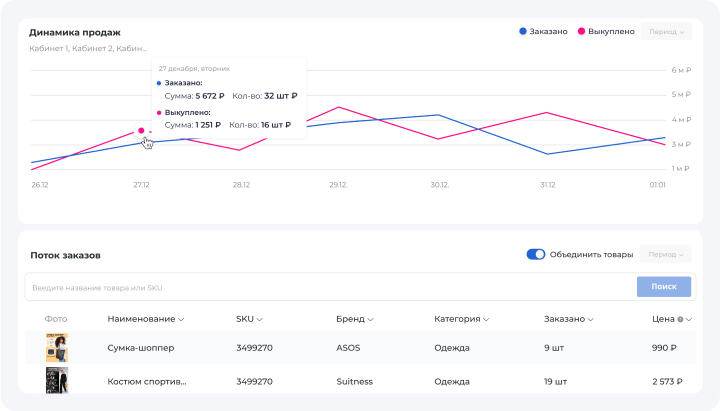 Динамика продаж
Заказано
Выкуплено
Период
Кабинет 1, Кабинет 2, Кабин...
27 декабря, вторник
Заказано:
Сумма: 5 672 ₽ Кол-во: 32 шт ₽
Выкуплено:
Сумма: 1 251 ₽ Кол-во: 16 шт ₽
6 м ₽
5 м ₽
4 м ₽
3 м ₽
1 м ₽
26.12 27.12 28.12 29.12. 30.12. 31.12 01.01
Поток заказов
Объединить товары
Период
Введите название товара или SKU
Поиск
Фото Наименование SKU Бренд Категория Заказано Цена
Сумка-шоппер 3499270 ASOS Одежда 9 шт 990 ₽
Костюм спортив... 3499270 Suitness Одежда 19 шт 2 573 ₽